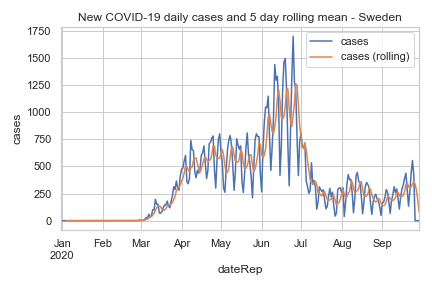 New COVID-19 daily cases and 5 day rolling mean - Sweden
cases
cases (rolling)
1750
1500
1250
1000
750
500
250
0
cases
Jan Feb Mar Apr May Jun Jul Aug Sep
2020
dateRep